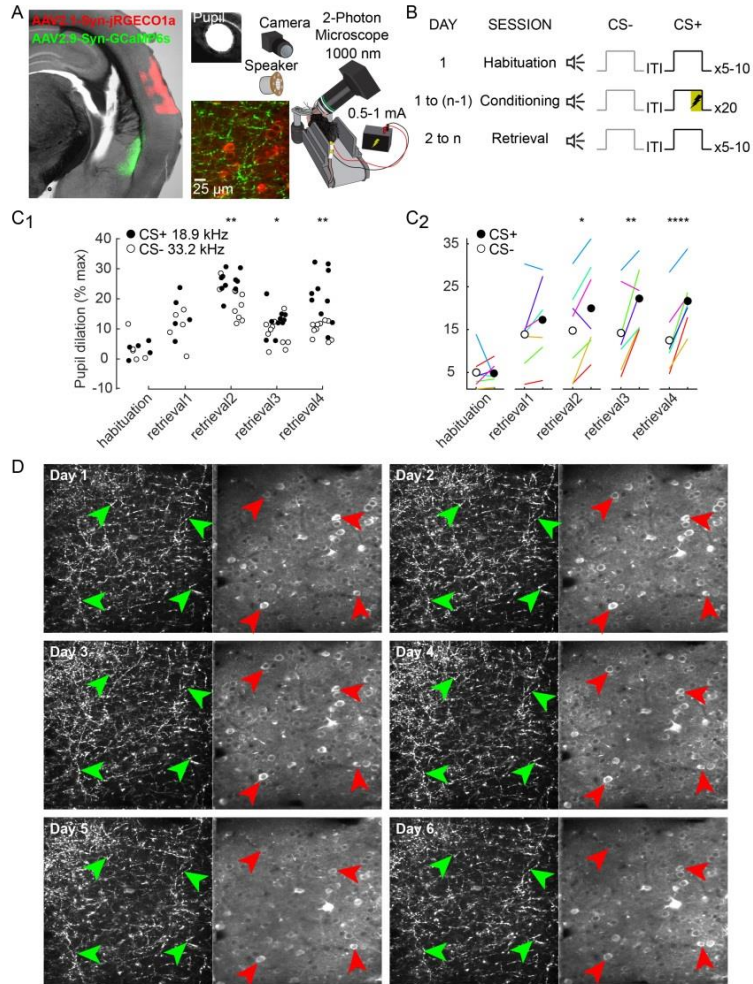 A
AAV2.1-Syn-jRGECO1a
AAV2.9-Syn-GCaMP6s
Pupil
Camera
Speaker
2-Photon
Microscope
1000 nm
0.5-1 mA
25 µm
B
DAY SESSION CS- CS+
1 Habituation ITI x5-10
1 to (n-1) Conditioning ITI x20
2 to n Retrieval ITI x5-10
C1
** * **
CS+ 18.9 kHz
CS- 33.2 kHz
Pupil dilation (% max)
40
30
20
10
0
-10
habituation
retrieval1
retrieval2
retrieval3
retrieval4
C2
* ** ****
CS+
CS-
35
25
15
5
habituation
retrieval1
retrieval2
retrieval3
retrieval4
D
Day 1
Day 2
Day 3
Day 4
Day 5
Day 6